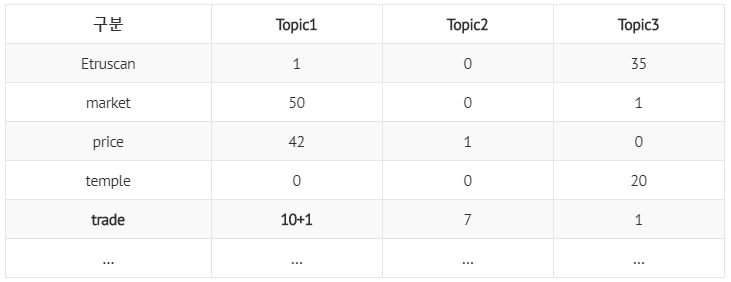 구분 Topic1 Topic2 Topic3
Etruscan 1 0 35
market 50 0 1
price 42 1 0
temple 0 0 20
trade 10+1 7 1
... ... ... ...